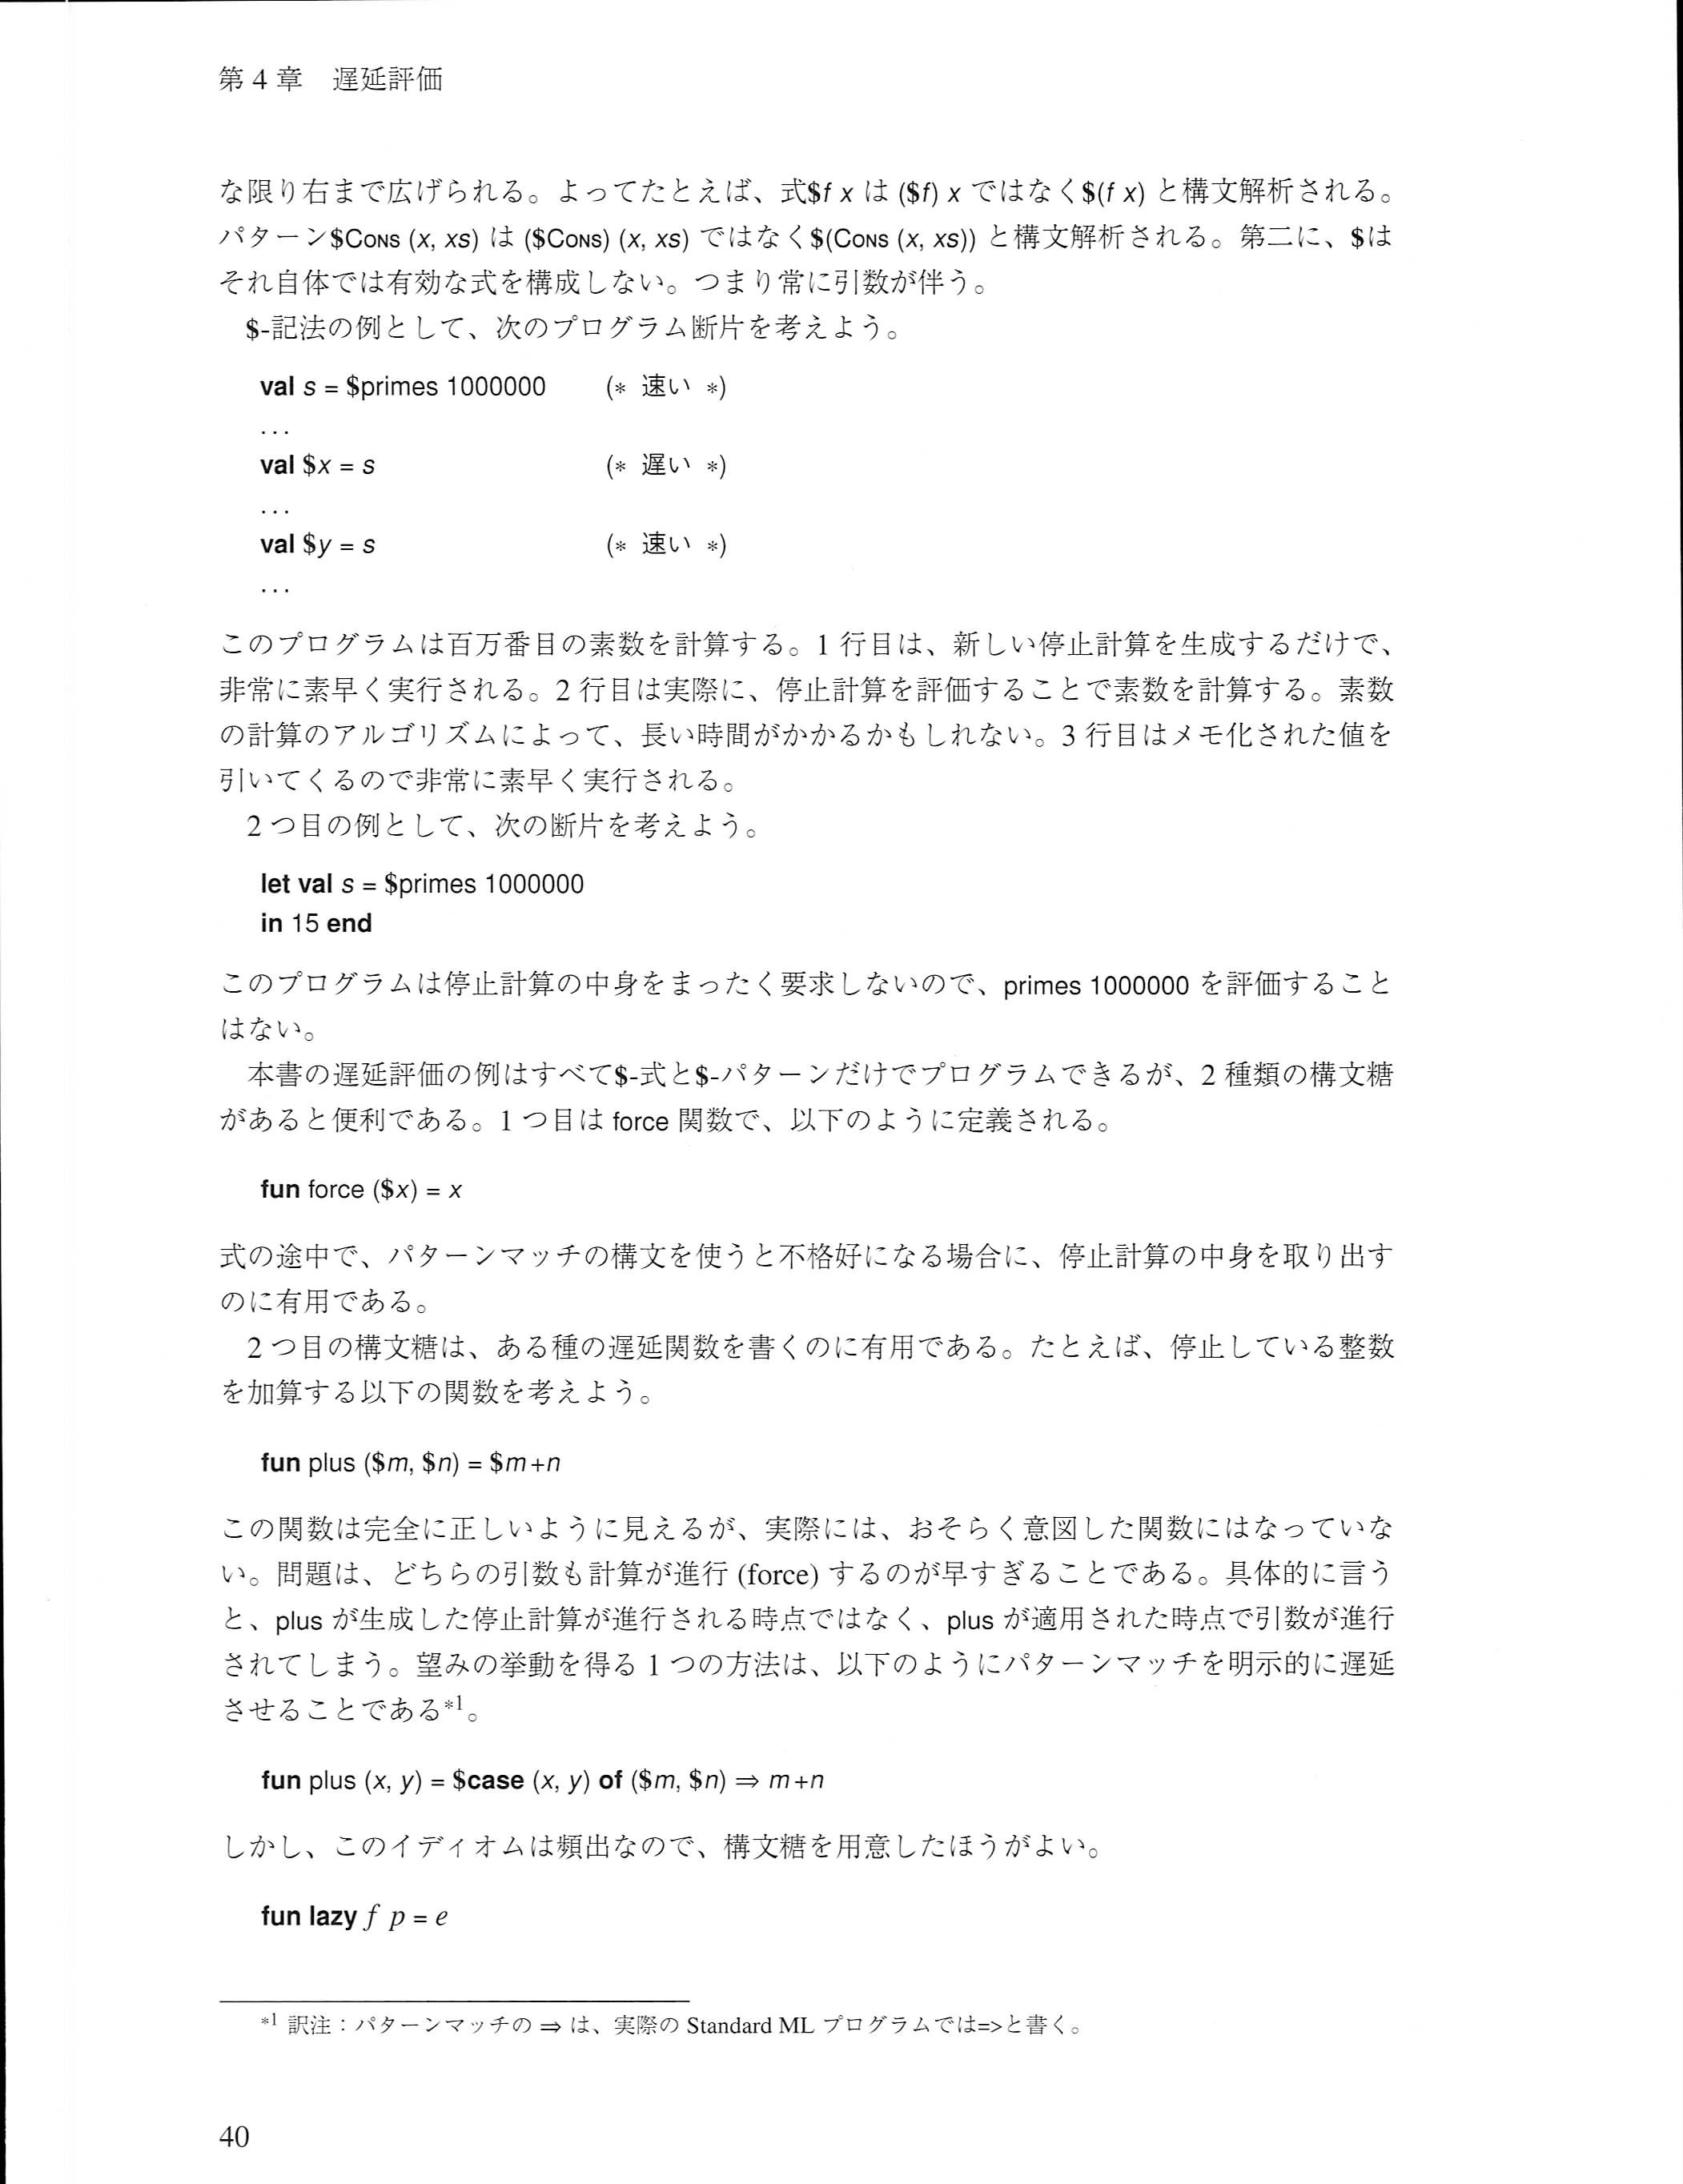 第 4 章　遅延評価
な限り右まで広げられる。よってたとえば、式$f x は ($f) x ではなく$(f x) と構文解析される。
パターン$CONS (x, xs) は ($CONS) (x, xs) ではなく$(CONS (x, xs)) と構文解析される。第二に、$は
それ自体では有効な式を構成しない。つまり常に引数が伴う。
$-記法の例として、次のプログラム断片を考えよう。
val s = $primes 1000000　(* 速い *)
...
val $x = s　(* 遅い *)
...
val $y = s　(* 速い *)
...
このプログラムは百万番目の素数を計算する。1 行目は、新しい停止計算を生成するだけで、
非常に素早く実行される。2 行目は実際に、停止計算を評価することで素数を計算する。素数
の計算のアルゴリズムによって、長い時間がかかるかもしれない。3 行目はメモ化された値を
引いてくるので非常に素早く実行される。
2 つ目の例として、次の断片を考えよう。
let val s = $primes 1000000
in 15 end
このプログラムは停止計算の中身をまったく要求しないので、primes 1000000 を評価すること
はない。
本書の遅延評価の例はすべて$-式と$-パターンだけでプログラムできるが、2 種類の構文糖
があると便利である。1 つ目は force 関数で、以下のように定義される。
fun force ($x) = x
式の途中で、パターンマッチの構文を使うと不格好になる場合に、停止計算の中身を取り出す
のに有用である。
2 つ目の構文糖は、ある種の遅延関数を書くのに有用である。たとえば、停止している整数
を加算する以下の関数を考えよう。
fun plus ($m, $n) = $m+n
この関数は完全に正しいように見えるが、実際には、おそらく意図した関数にはなっていな
い。問題は、どちらの引数も計算が進行 (force) するのが早すぎることである。具体的に言う
と、plus が生成した停止計算が進行される時点ではなく、plus が適用された時点で引数が進行
されてしまう。望みの挙動を得る 1 つの方法は、以下のようにパターンマッチを明示的に遅延
させることである*1。
fun plus (x, y) = $case (x, y) of ($m, $n) ⇒ m+n
しかし、このイディオムは頻出なので、構文糖を用意したほうがよい。
fun lazy f p = e
*1 訳注：パターンマッチの ⇒ は、実際の Standard ML プログラムでは=>と書く。
40